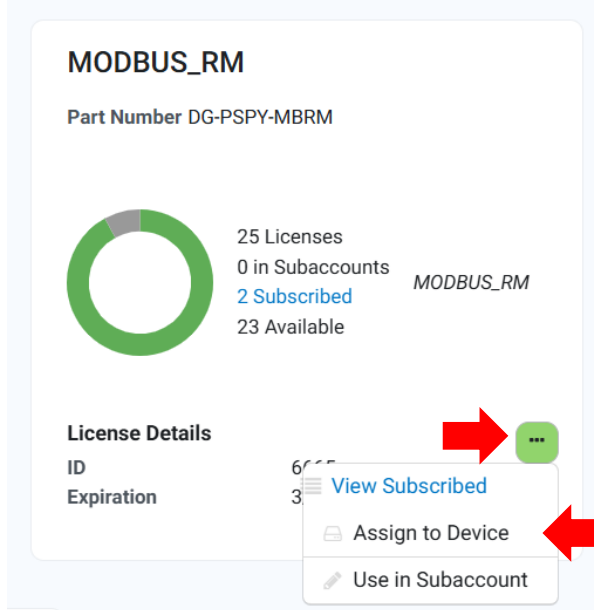 MODBUS_RM
Part Number DG-PSPY-MBRM
25 Licenses
0 in Subaccounts
2 Subscribed
23 Available
MODBUS_RM
License Details
ID
Expiration
View Subscribed
Assign to Device
Use in Subaccount